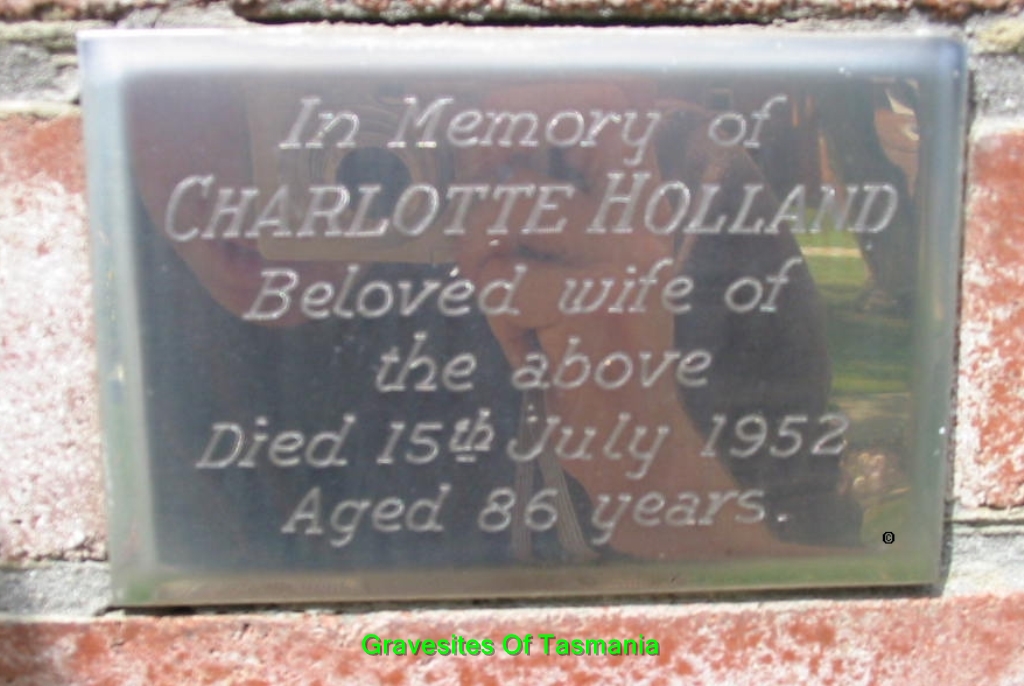 In Memory of
CHARLOTTE HOLLAND
Beloved wife of
the above
Died 15th July 1952
Aged 86 years.
©
Gravesites Of Tasmania